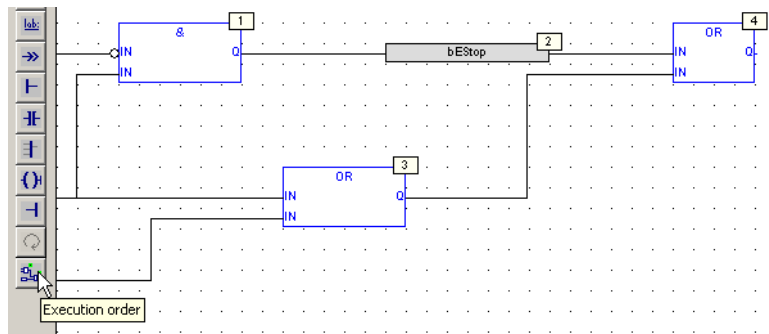 lab:
1
&
IN
Q
IN
bEStop
2
4
OR
IN
Q
IN
3
OR
IN
Q
IN
Execution order